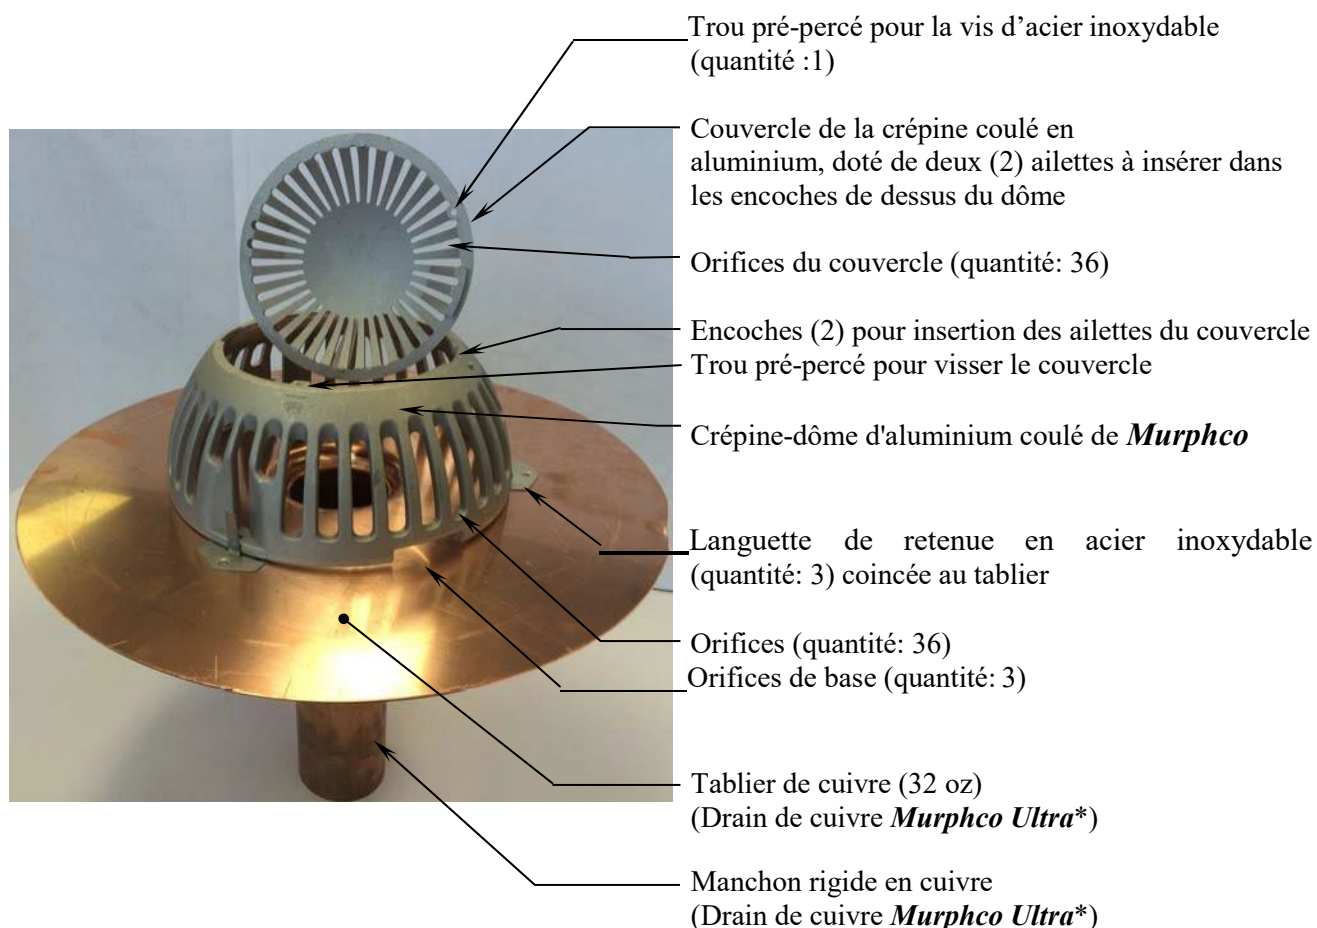 Trou pré-percé pour la vis d’acier inoxydable
(quantité :1)
Couvercle de la crépine coulé en
aluminium, doté de deux (2) ailettes à insérer dans
les encoches de dessus du dôme
Orifices du couvercle (quantité: 36)
Encoches (2) pour insertion des ailettes du couvercle
Trou pré-percé pour visser le couvercle
Crépine-dôme d'aluminium coulé de Murphco
Languette de retenue en acier inoxydable
(quantité: 3) coincée au tablier
Orifices (quantité: 36)
Orifices de base (quantité: 3)
Tablier de cuivre (32 oz)
(Drain de cuivre Murphco Ultra*)
Manchon rigide en cuivre
(Drain de cuivre Murphco Ultra*)